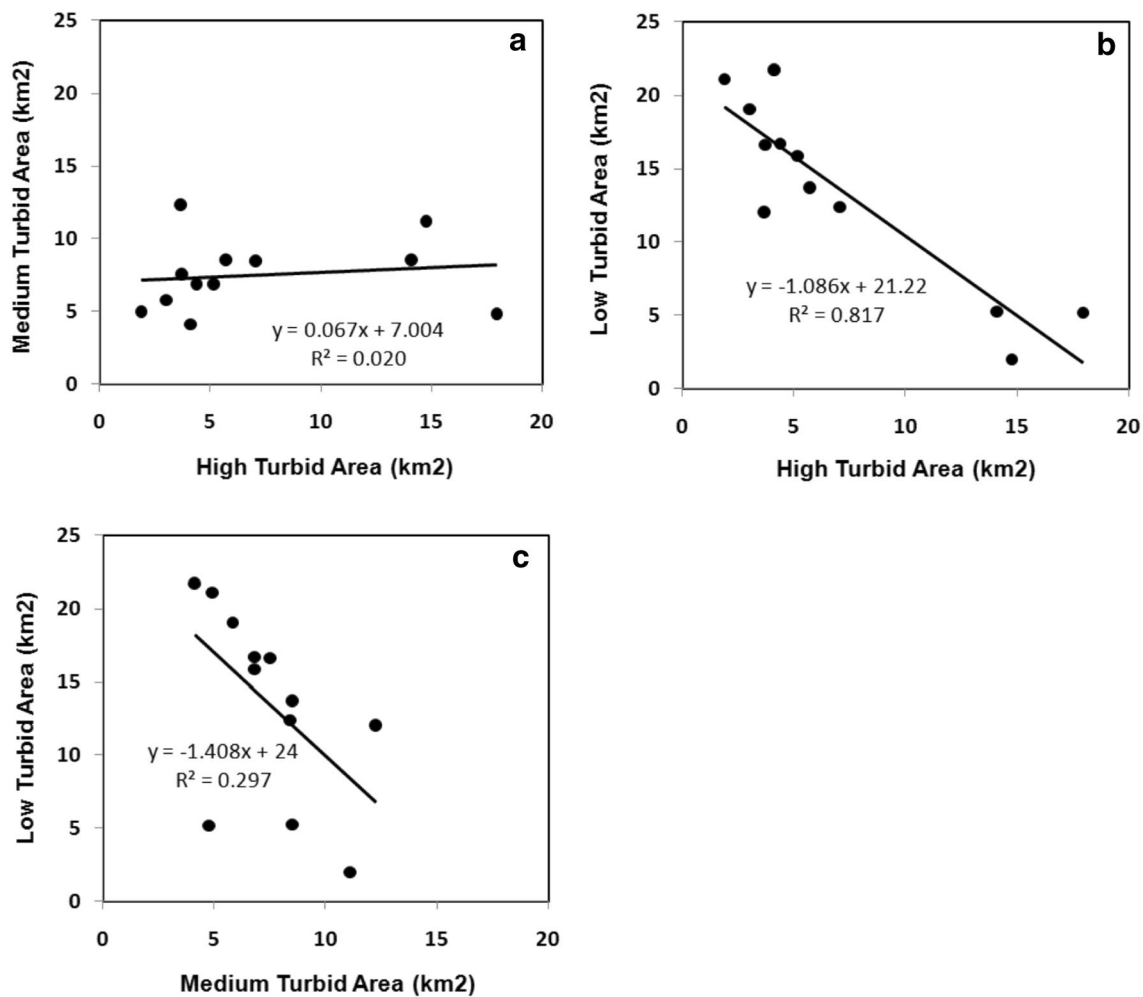 a
25
20
15
10
5
0
Medium Turbid Area (km2)
y = 0.067x + 7.004
R² = 0.020
0 5 10 15 20
High Turbid Area (km2)
b
25
20
15
10
5
0
Low Turbid Area (km2)
y = -1.086x + 21.22
R² = 0.817
0 5 10 15 20
High Turbid Area (km2)
c
25
20
15
10
5
0
Low Turbid Area (km2)
y = -1.408x + 24
R² = 0.297
0 5 10 15 20
Medium Turbid Area (km2)